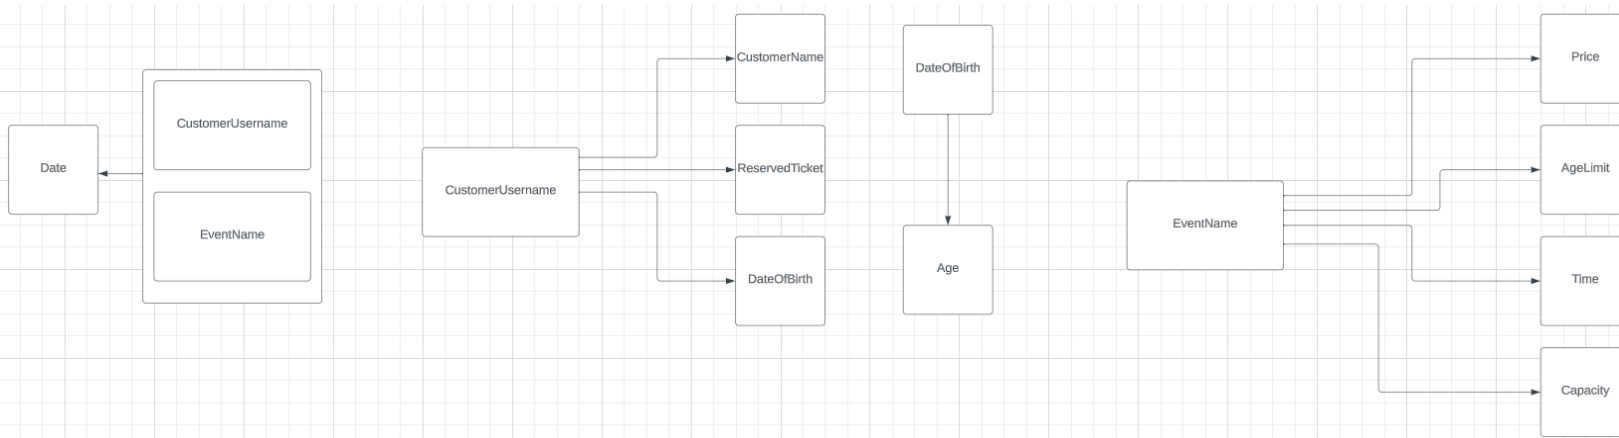 Date
CustomerUsername
EventName
CustomerUsername
CustomerName
ReservedTicket
DateOfBirth
DateOfBirth
Age
EventName
Price
AgeLimit
Time
Capacity